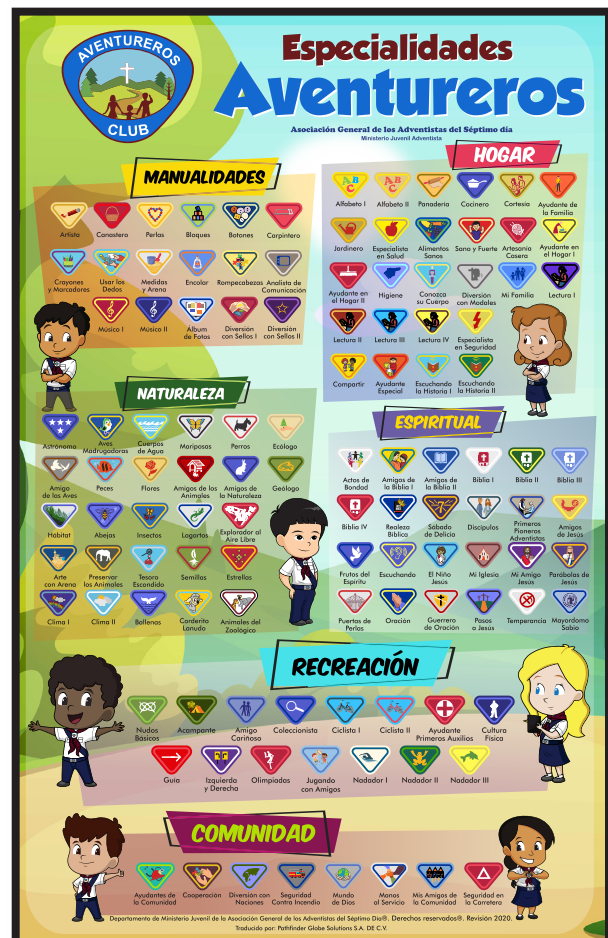 AVENTUREROS
CLUB
Especialidades
Aventureros
Asociación General de los Adventistas del Séptimo día
Ministerio Juvenil Adventista
MANUALIDADES
Artista
Canastero
Perlas
Bloques
Botones
Carpintero
Crayones
y Marcadores
Usar los
Dedos
Medidas
y Arena
Encolar
Rompecabezas
Analista de
Comunicación
Músico I
Músico II
Álbum
de Fotos
Diversión
con Sellos I
Diversión
con Sellos II
HOGAR
Alfabeto I
Alfabeto II
Panadería
Cocinero
Cortesía
Ayudante de
la Familia
Jardinero
Especialista
en Salud
Alimentos
Sanos
Sano y Fuerte
Artesanía
Casera
Ayudante en
el Hogar I
Ayudante en
el Hogar II
Higiene
Conozca
su Cuerpo
Diversión
con Modales
Mi Familia
Lectura I
Lectura II
Lectura III
Lectura IV
Especialista
en Seguridad
Compartir
Ayudante
Especial
Escuchando
la Historia I
Escuchando
la Historia II
NATURALEZA
Astrónomo
Aves
Madrugadoras
Cuerpos
de Agua
Mariposas
Perros
Ecólogo
Amigo
de las Aves
Peces
Flores
Amigos de los
Animales
Amigos de
la Naturaleza
Geólogo
Hábitat
Abejas
Insectos
Lagartos
Explorador al
Aire Libre
Arte
con Arena
Preservar
los Animales
Tesoro
Escondido
Semillas
Estrellas
Clima I
Clima II
Ballenas
Corderito
Lanudo
Animales del
Zoológico
ESPIRITUAL
Actos de
Bondad
Amigos de
la Biblia I
Amigos de
la Biblia II
Biblia I
Biblia II
Biblia III
Biblia IV
Realeza
Bíblica
Sábado
de Delicia
Discípulos
Primeros
Pioneros
Adventistas
Amigos
de Jesús
Frutos del
Espíritu
Escuchando
El Niño
Jesús
Mi Iglesia
Mi Amigo
Jesús
Parábolas de
Jesús
Puertas de
Perlas
Oración
Guerrero
de Oración
Pasos
a Jesús
Temperancia
Mayordomo
Sabio
RECREACIÓN
Nudos
Básicos
Acampante
Amigo
Cariñoso
Coleccionista
Ciclista I
Ciclista II
Ayudante
Primeros Auxilios
Cultura
Física
Guía
Izquierda
y Derecha
Olimpiadas
Jugando
con Amigos
Nadador I
Nadador II
Nadador III
COMUNIDAD
Ayudantes de
la Comunidad
Cooperación
Diversión con
Naciones
Seguridad
Contra Incendio
Mundo
de Dios
Manos
al Servicio
Mis Amigos de
la Comunidad
Seguridad en
la Carretera
Departamento de Ministerio Juvenil de la Asociación General de los Adventistas del Séptimo Día®. Derechos reservados®. Revisión 2020.
Traducido por: Pathfinder Globe Solutions S.A. DE C.V.